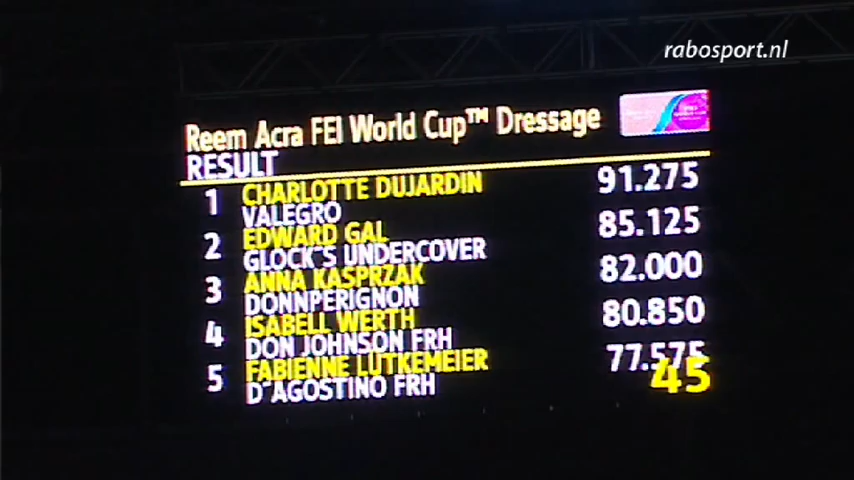 rabosport.nl
Reem Acra FEI World Cup™ Dressage
RESULT
1 CHARLOTTE DUJARDIN 91.275
VALEGRO
2 EDWARD GAL 85.125
GLOCK´S UNDERCOVER
3 ANNA KASPRZAK 82.000
DONNPERIGNON
4 ISABELL WERTH 80.850
DON JOHNSON FRH
5 FABIENNE LÜTKEMEIER 77.575
D´AGOSTINO FRH
45